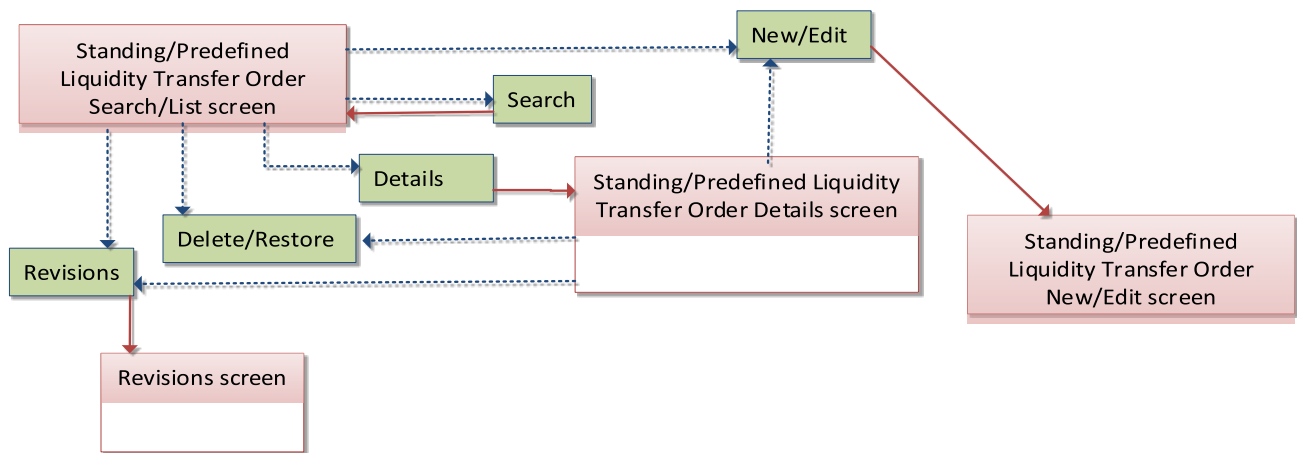 Standing/Predefined
Liquidity Transfer Order
Search/List screen
New/Edit
Search
Details
Standing/Predefined Liquidity
Transfer Order Details screen
Delete/Restore
Revisions
Standing/Predefined
Liquidity Transfer Order
New/Edit screen
Revisions screen